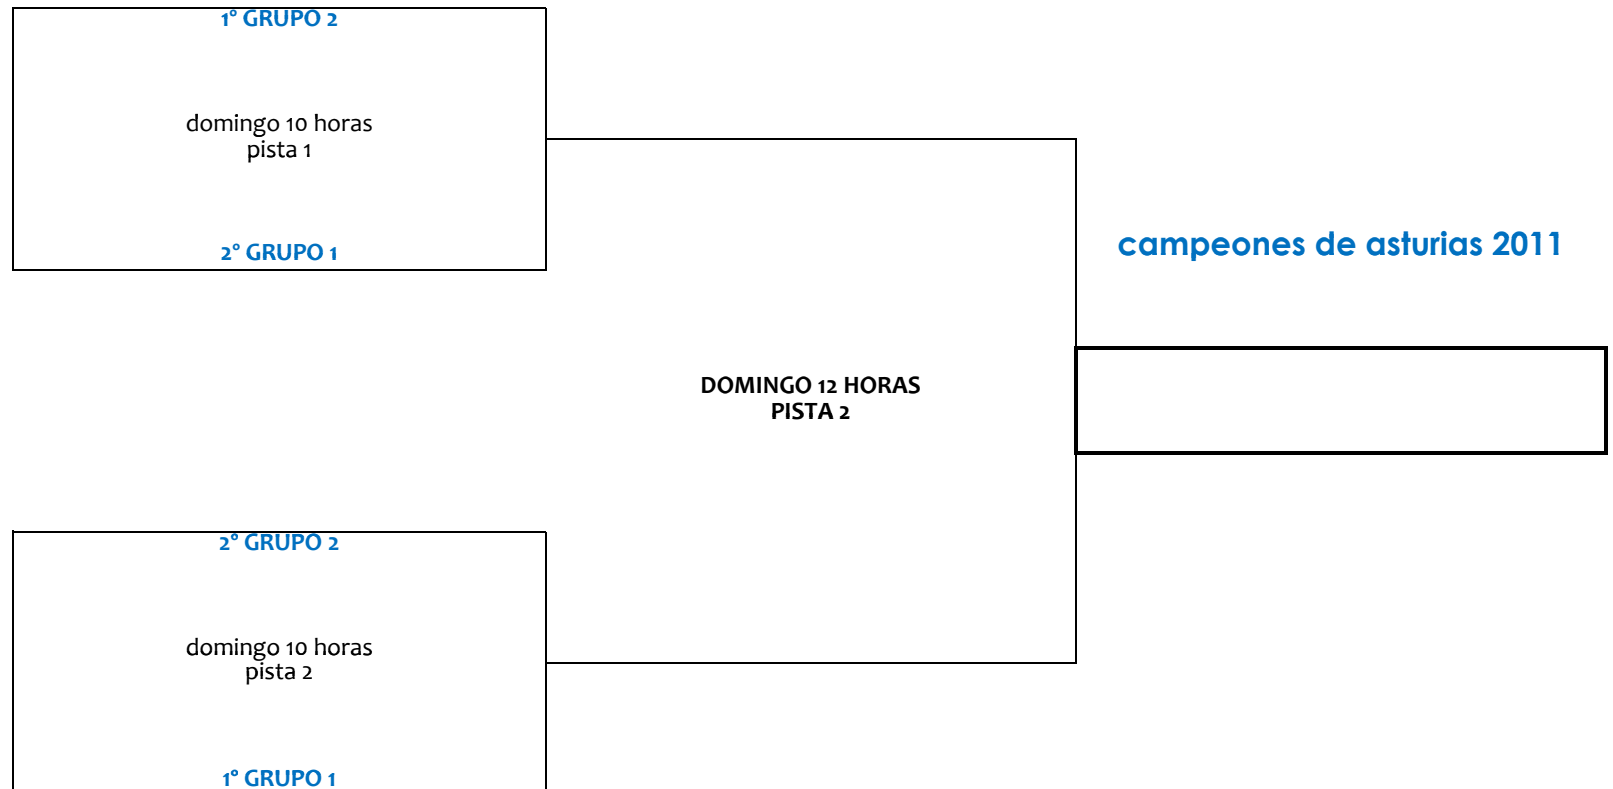 1º GRUPO 2
domingo 10 horas
pista 1
2º GRUPO 1
campeones de asturias 2011
DOMINGO 12 HORAS
PISTA 2
2º GRUPO 2
domingo 10 horas
pista 2
1º GRUPO 1